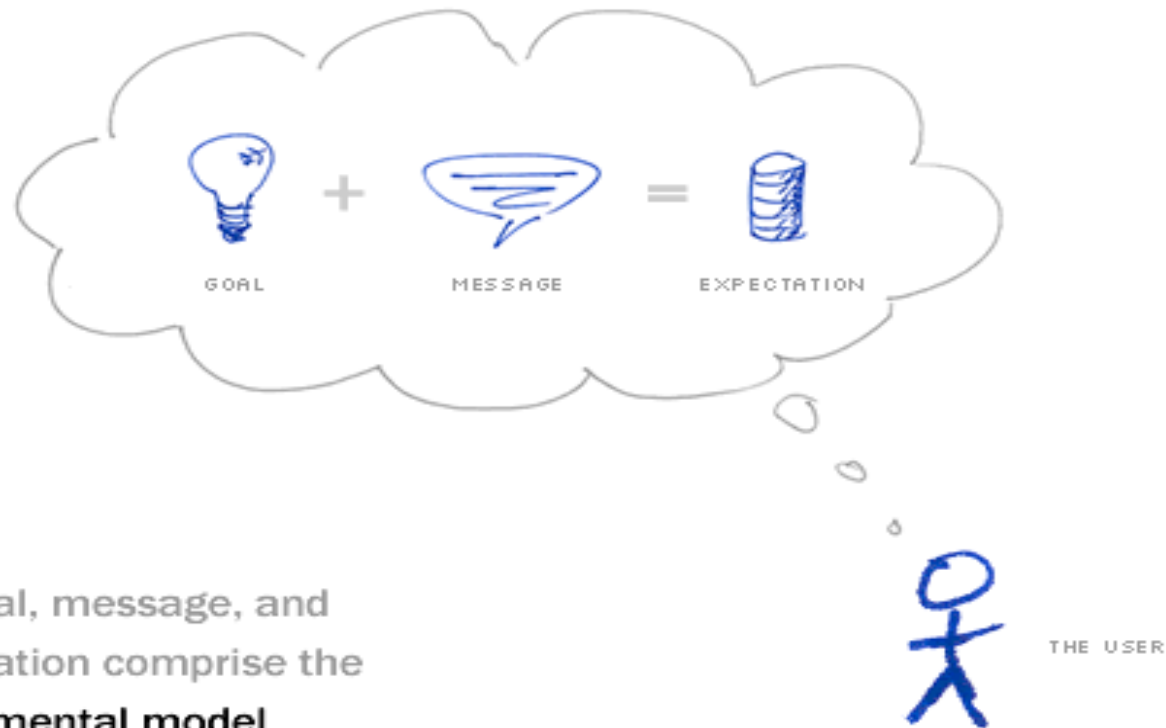 + =
GOAL MESSAGE EXPECTATION
al, message, and
ation comprise the
mental model
THE USER